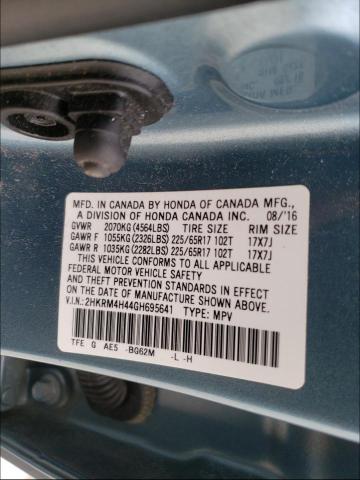 MFD. IN CANADA BY HONDA OF CANADA MFG.,
A DIVISION OF HONDA CANADA INC. 08/'16
GVWR 2070KG (4564LBS) TIRE SIZE RIM SIZE
GAWR F 1055KG (2326LBS) 225/65R17 102T 17X7J
GAWR R 1035KG (2282LBS) 225/65R17 102T 17X7J
THIS VEHICLE CONFORMS TO ALL APPLICABLE
FEDERAL MOTOR VEHICLE SAFETY
AND THEFT PREVENTION STANDARDS IN EFFECT
ON THE DATE OF MANUFACTURE SHOWN ABOVE.
V.I.N.:2HKRM4H44GH695641 TYPE: MPV
TFE G AE5 -BG62M -L -H